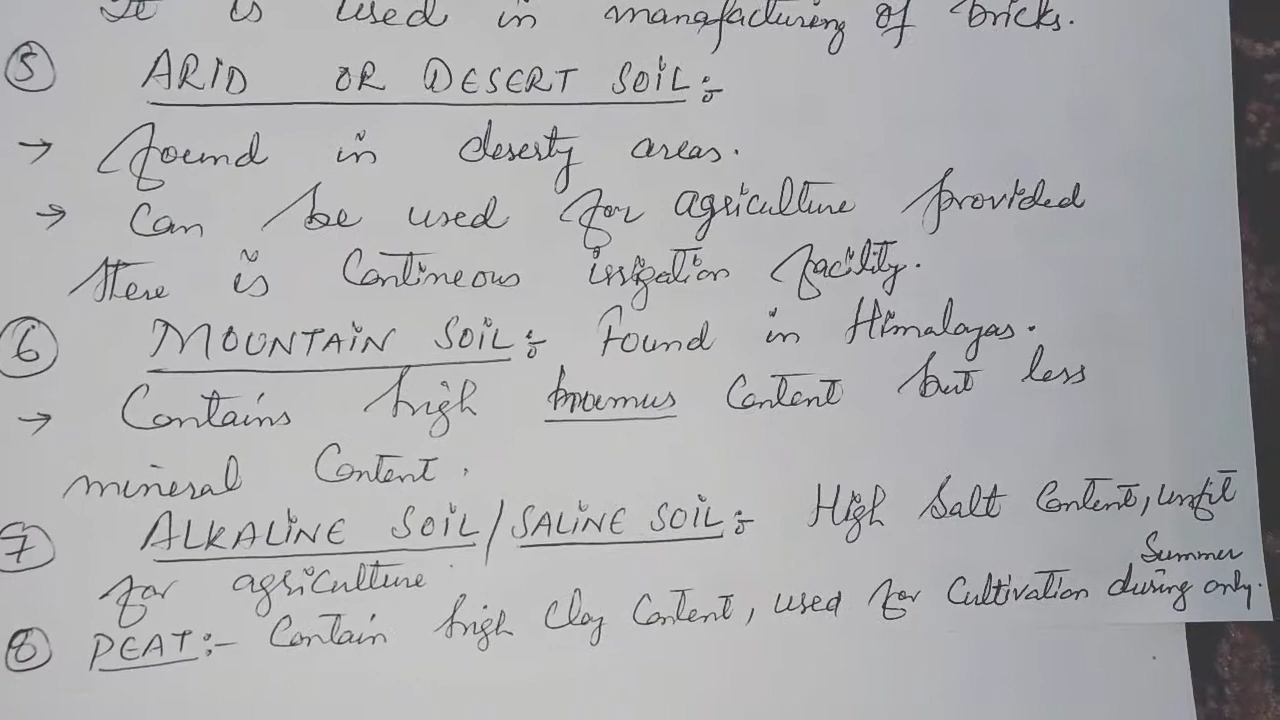 It is used in manufacturing of bricks.
⑤ ARID OR DESERT SOIL:-
→ found in deserty areas.
→ Can be used for agriculture provided
there is Contineous irrigation facility.
⑥ MOUNTAIN SOIL:- Found in Himalayas.
→ Contains high content but less
mineral Content.
⑦ ALKALINE SOIL/SALINE SOIL:- High Salt Content, unfit
for agriculture
Summer
⑧ PEAT:- Contain high Clay Content, used for Cultivation during only.